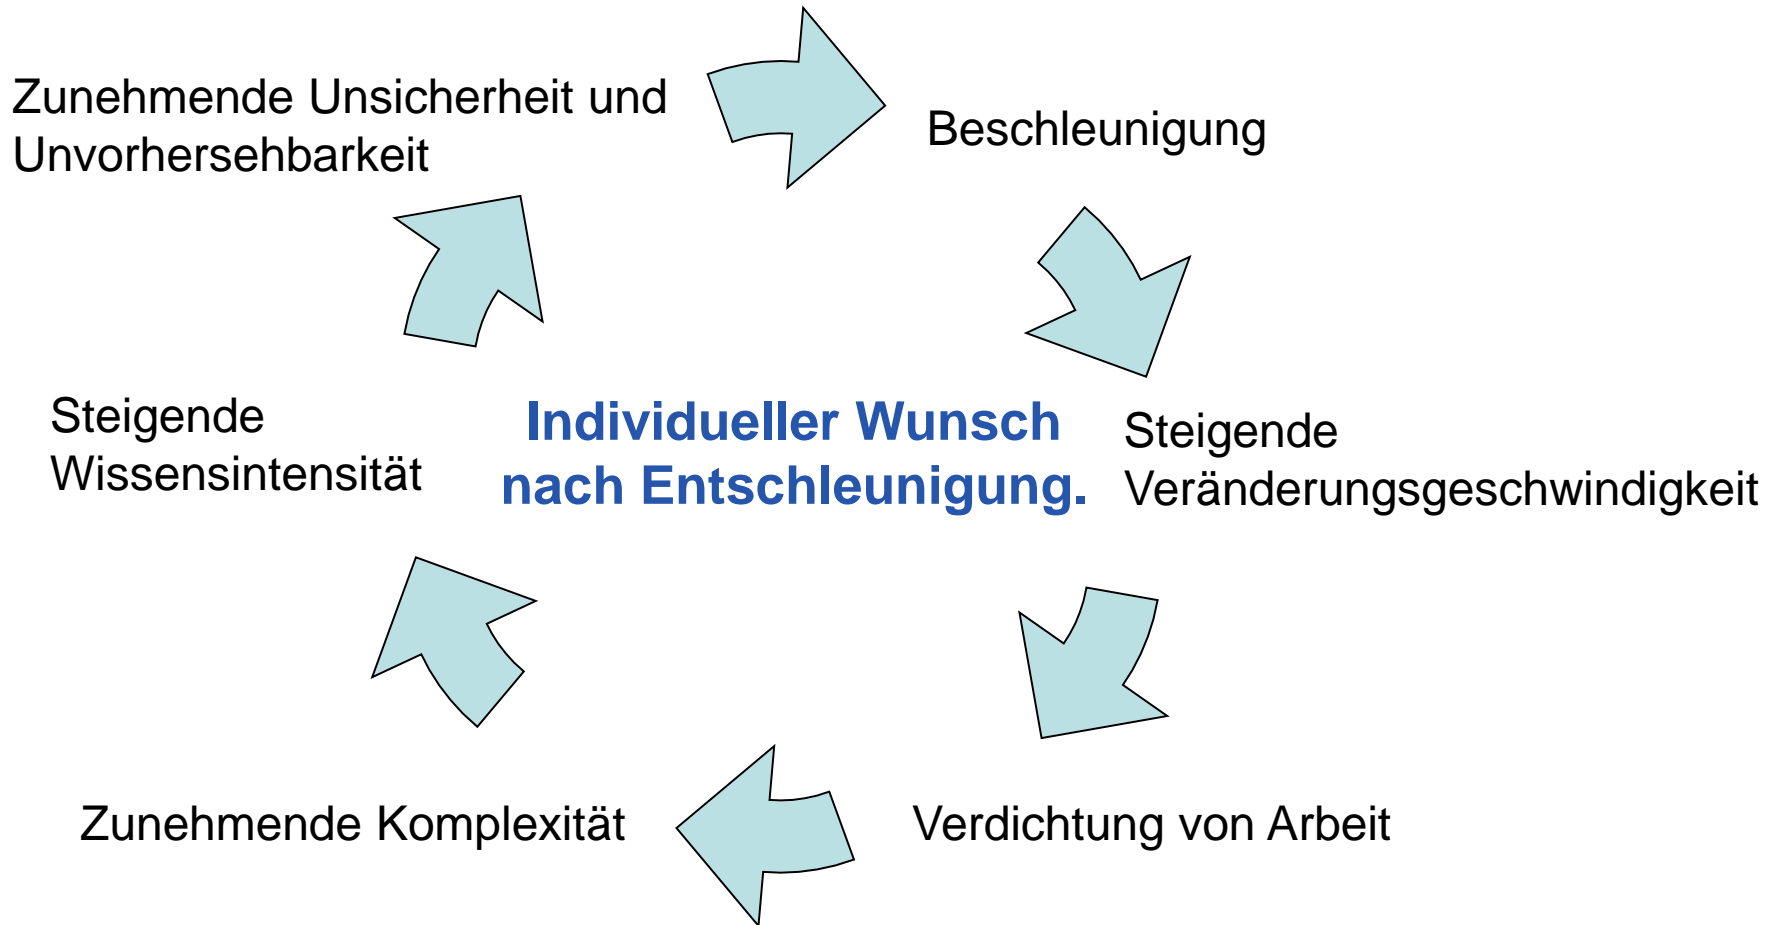 Zunehmende Unsicherheit und
Unvorhersehbarkeit
Beschleunigung
Steigende
Wissensintensität
Individueller Wunsch
nach Entschleunigung.
Steigende
Veränderungsgeschwindigkeit
Zunehmende Komplexität
Verdichtung von Arbeit